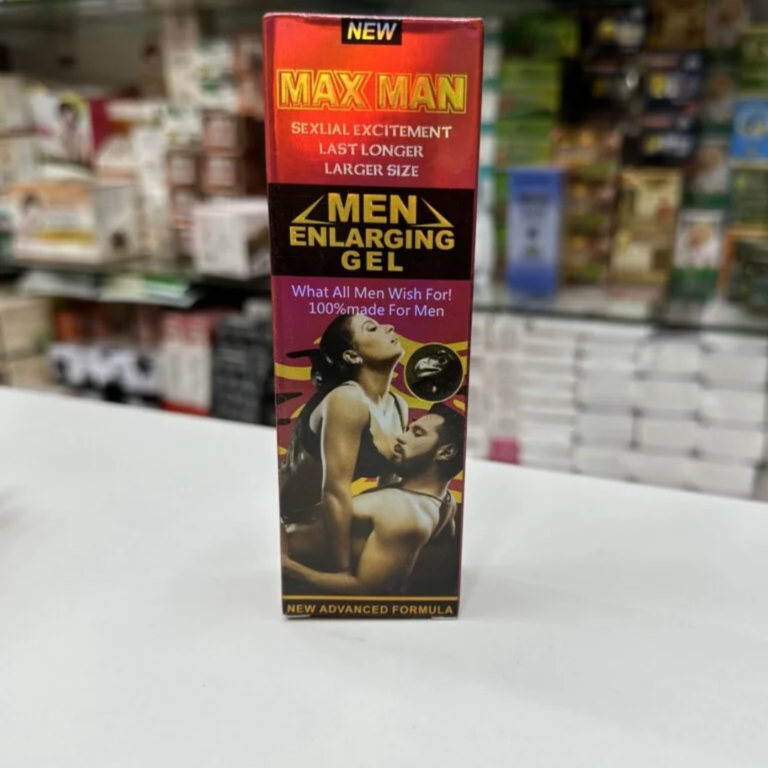 NEW
MAX MAN
SEXLIAL EXCITEMENT
LAST LONGER
LARGER SIZE
MEN
ENLARGING
GEL
What All Men Wish For!
100%made For Men
NEW ADVANCED FORMULA